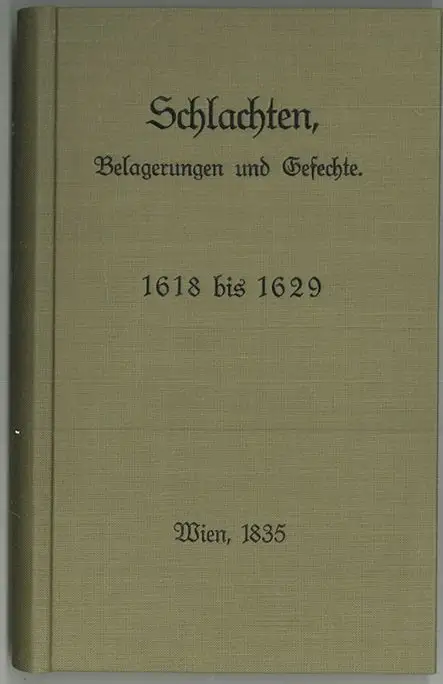 Schlachten,
Belagerungen und Gefechte.
1618 bis 1629
Wien, 1835